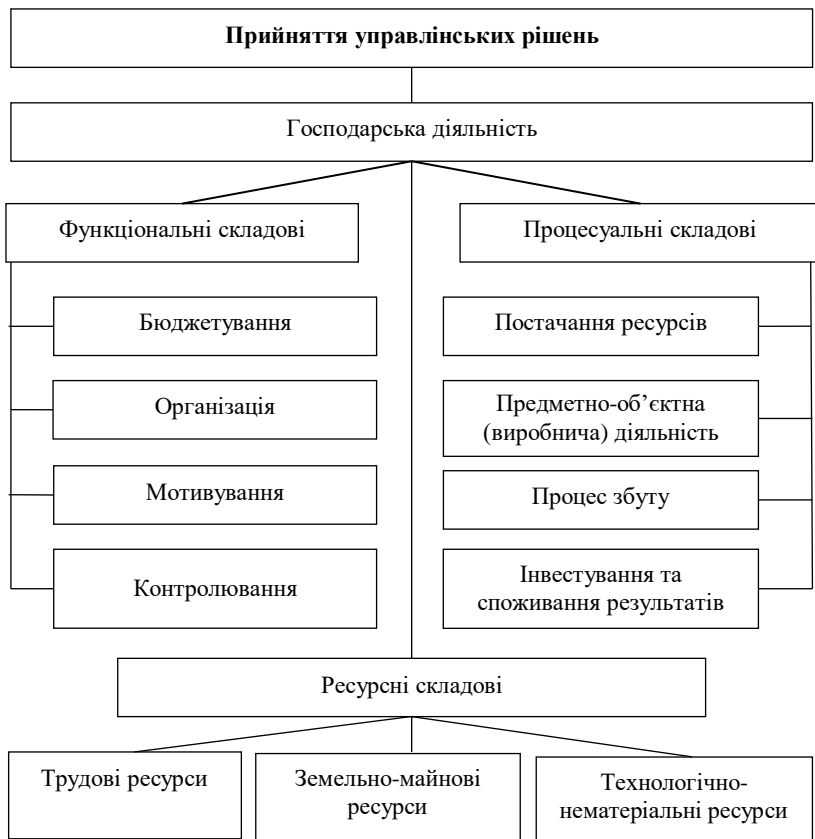 Прийняття управлінських рішень
Господарська діяльність
Функціональні складові
Процесуальні складові
Бюджетування
Постачання ресурсів
Організація
Предметно-об’єктна
(виробнича) діяльність
Мотивування
Процес збуту
Контролювання
Інвестування та
споживання результатів
Ресурсні складові
Трудові ресурси
Земельно-майнові
ресурси
Технологічно-
нематеріальні ресурси